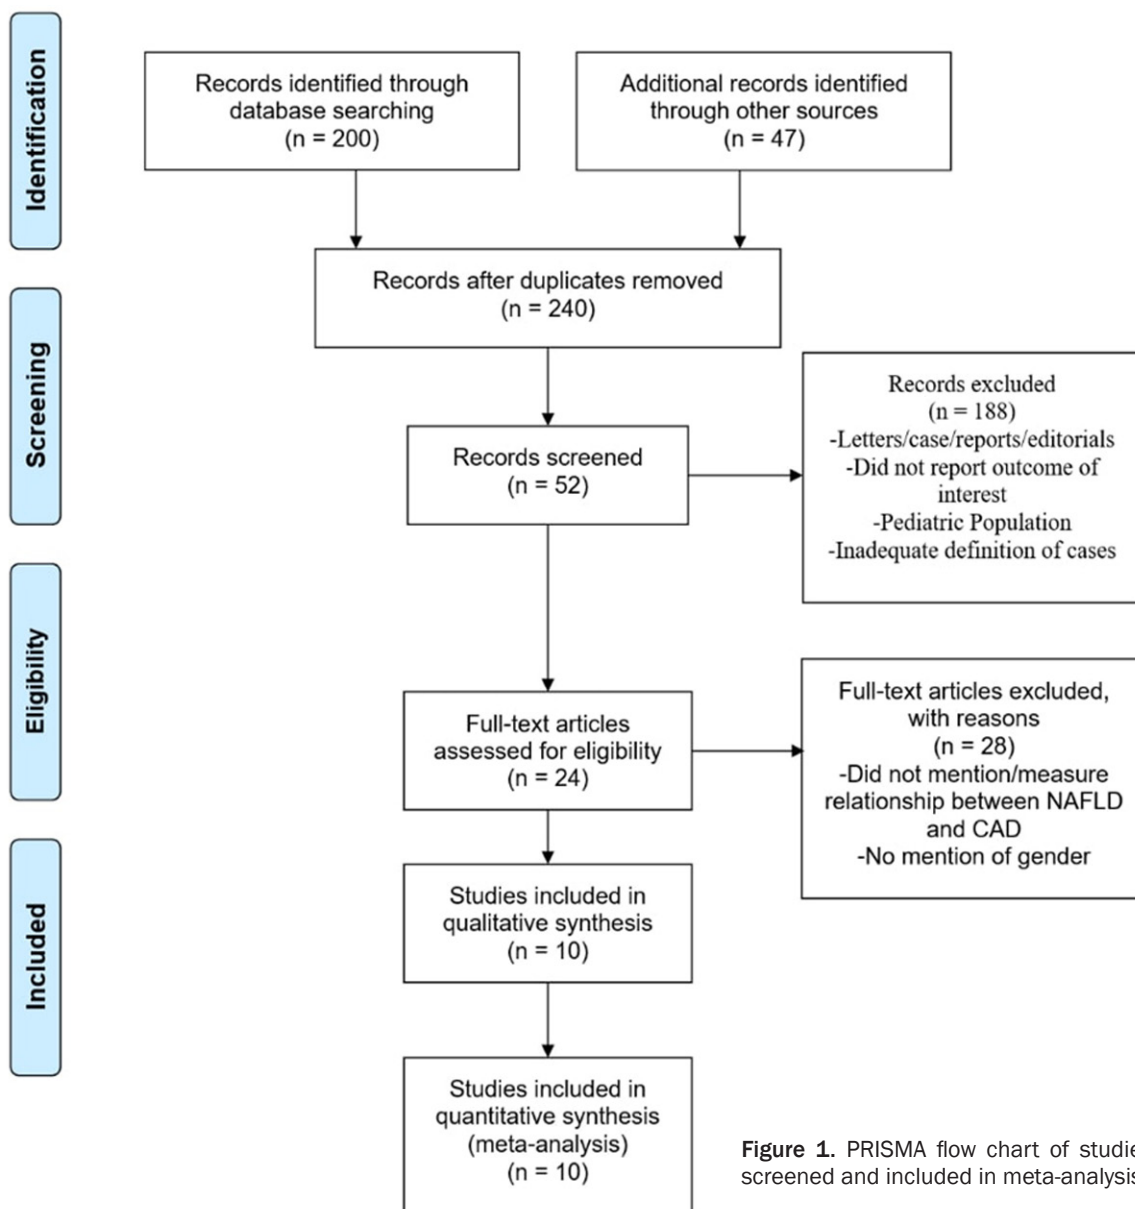 Identification
Records identified through
database searching
(n = 200)
Additional records identified
through other sources
(n = 47)
Records after duplicates removed
(n = 240)
Screening
Records screened
(n = 52)
Records excluded
(n = 188)
-Letters/case/reports/editorials
-Did not report outcome of
interest
-Pediatric Population
-Inadequate definition of cases
Eligibility
Full-text articles
assessed for eligibility
(n = 24)
Full-text articles excluded,
with reasons
(n = 28)
-Did not mention/measure
relationship between NAFLD
and CAD
-No mention of gender
Included
Studies included in
qualitative synthesis
(n = 10)
Studies included in
quantitative synthesis
(meta-analysis)
(n = 10)
Figure 1. PRISMA flow chart of studie
screened and included in meta-analysis